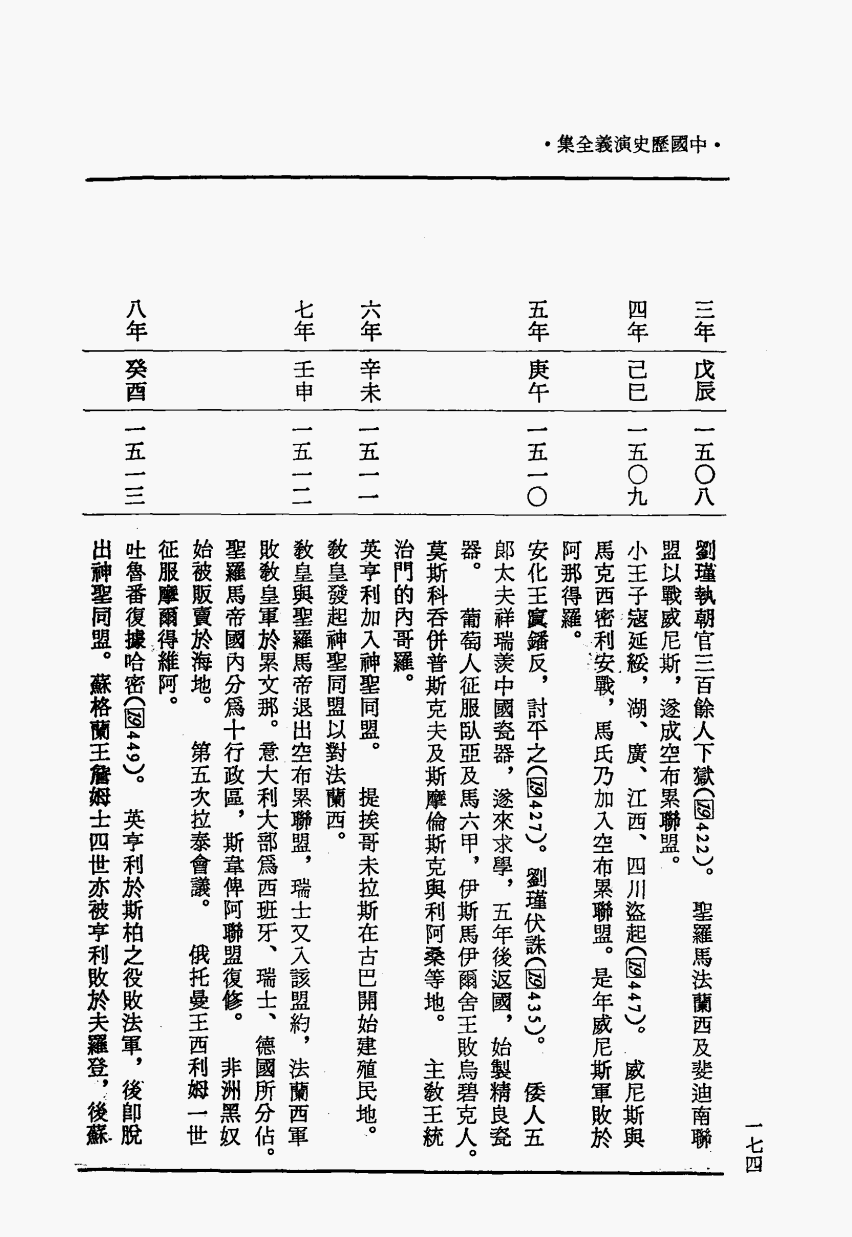 •中國歷史演義全集•
三年 戊辰 一五〇八 劉瑾執朝官三百餘人下獄(明422)。 聖羅馬法蘭西及斐迪南聯
盟以戰威尼斯，遂成空布累聯盟。
四年 己巳 一五〇九 小王子寇延綏，湖、廣、江西、四川盜起(明447)。 威尼斯與
馬克西密利安戰，馬氏乃加入空布累聯盟。是年威尼斯軍敗於
阿那得羅。
五年 庚午 一五一〇 安化王寘鐇反，討平之(明427)。劉瑾伏誅(明435)。 倭人五
郎太夫祥瑞羨中國瓷器，遂來求學，五年後返國，始製精良瓷
器。 葡萄人征服臥亞及馬六甲，伊斯馬伊爾舍王敗烏碧克人。
莫斯科吞併普斯克夫及斯摩倫斯克與利阿桑等地。 主教王統
治門的內哥羅。
六年 辛未 一五一一 英亨利加入神聖同盟。 提挨哥未拉斯在古巴開始建殖民地。
教皇發起神聖同盟以對法蘭西。
七年 壬申 一五一二 教皇與聖羅馬帝退出空布累聯盟，瑞士又入該盟約，法蘭西軍
敗教皇軍於累文那。意大利大部爲西班牙、瑞士、德國所分佔。
聖羅馬帝國內分爲十行政區，斯韋俾阿聯盟復修。 非洲黑奴
始被販賣於海地。 第五次拉泰會議。 俄托曼王西利姆一世
征服摩爾得維阿。
八年 癸酉 一五一三 吐魯番復據哈密(明449)。 英亨利於斯柏之役敗法軍，後卽脫
出神聖同盟。蘇格蘭王詹姆士四世亦被亨利敗於夫羅登，後蘇
一七四